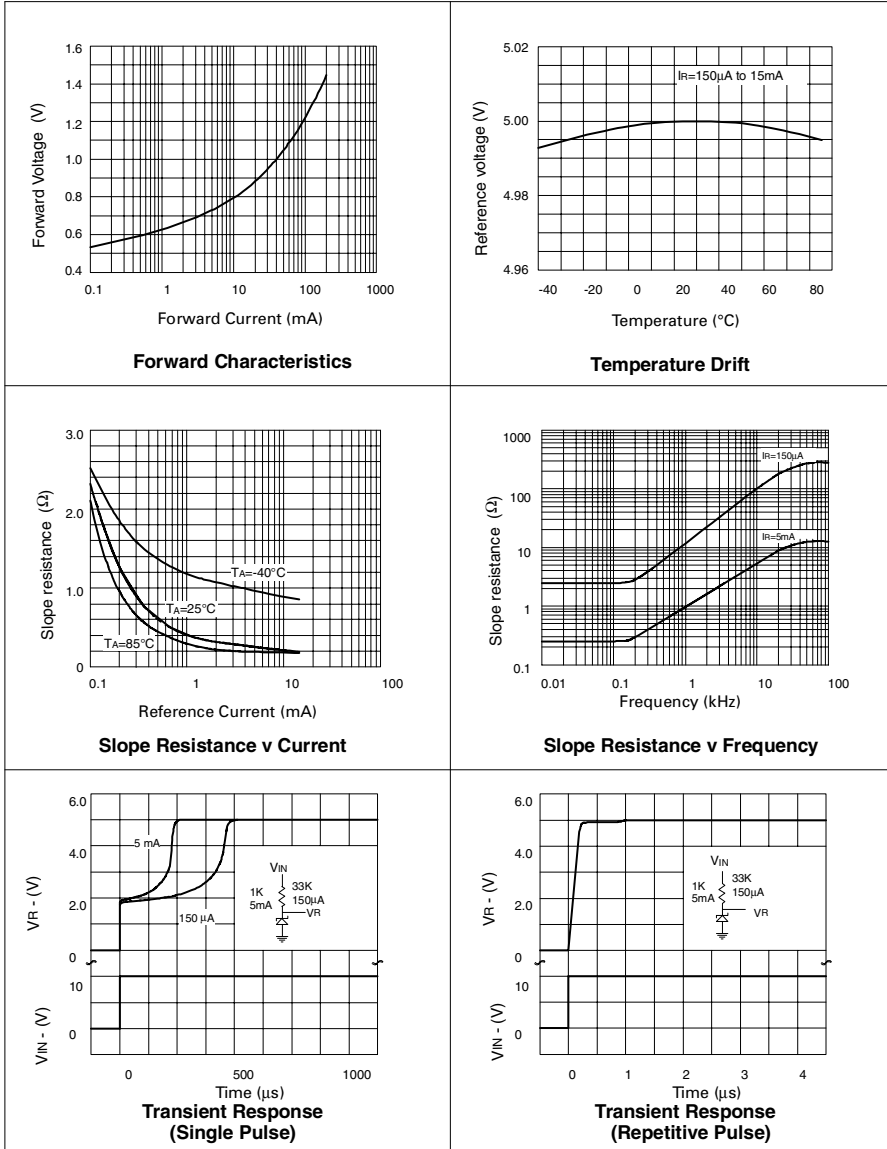 1.6
1.4
1.2
1.0
0.8
0.6
0.4
Forward Voltage (V)
0.1 1 10 100 1000
Forward Current (mA)
Forward Characteristics
5.02
5.00
4.98
4.96
Reference voltage (V)
IR=150µA to 15mA
-40 -20 0 20 40 60 80
Temperature (°C)
Temperature Drift
3.0
2.0
1.0
0
Slope resistance (Ω)
TA=-40°C
TA=25°C
TA=85°C
0.1 1 10 100
Reference Current (mA)
Slope Resistance v Current
1000
100
10
1
0.1
Slope resistance (Ω)
IR=150µA
IR=5mA
0.01 0.1 1 10 100
Frequency (kHz)
Slope Resistance v Frequency
6.0
4.0
2.0
0
VR - (V)
5 mA
150 µA
VIN
1K 33K
5mA 150µA
VR
10
0
VIN - (V)
0 500 1000
Time (µs)
Transient Response
(Single Pulse)
6.0
4.0
2.0
0
VR - (V)
VIN
1K 33K
5mA 150µA
VR
10
0
VIN - (V)
0 1 2 3 4
Time (µs)
Transient Response
(Repetitive Pulse)